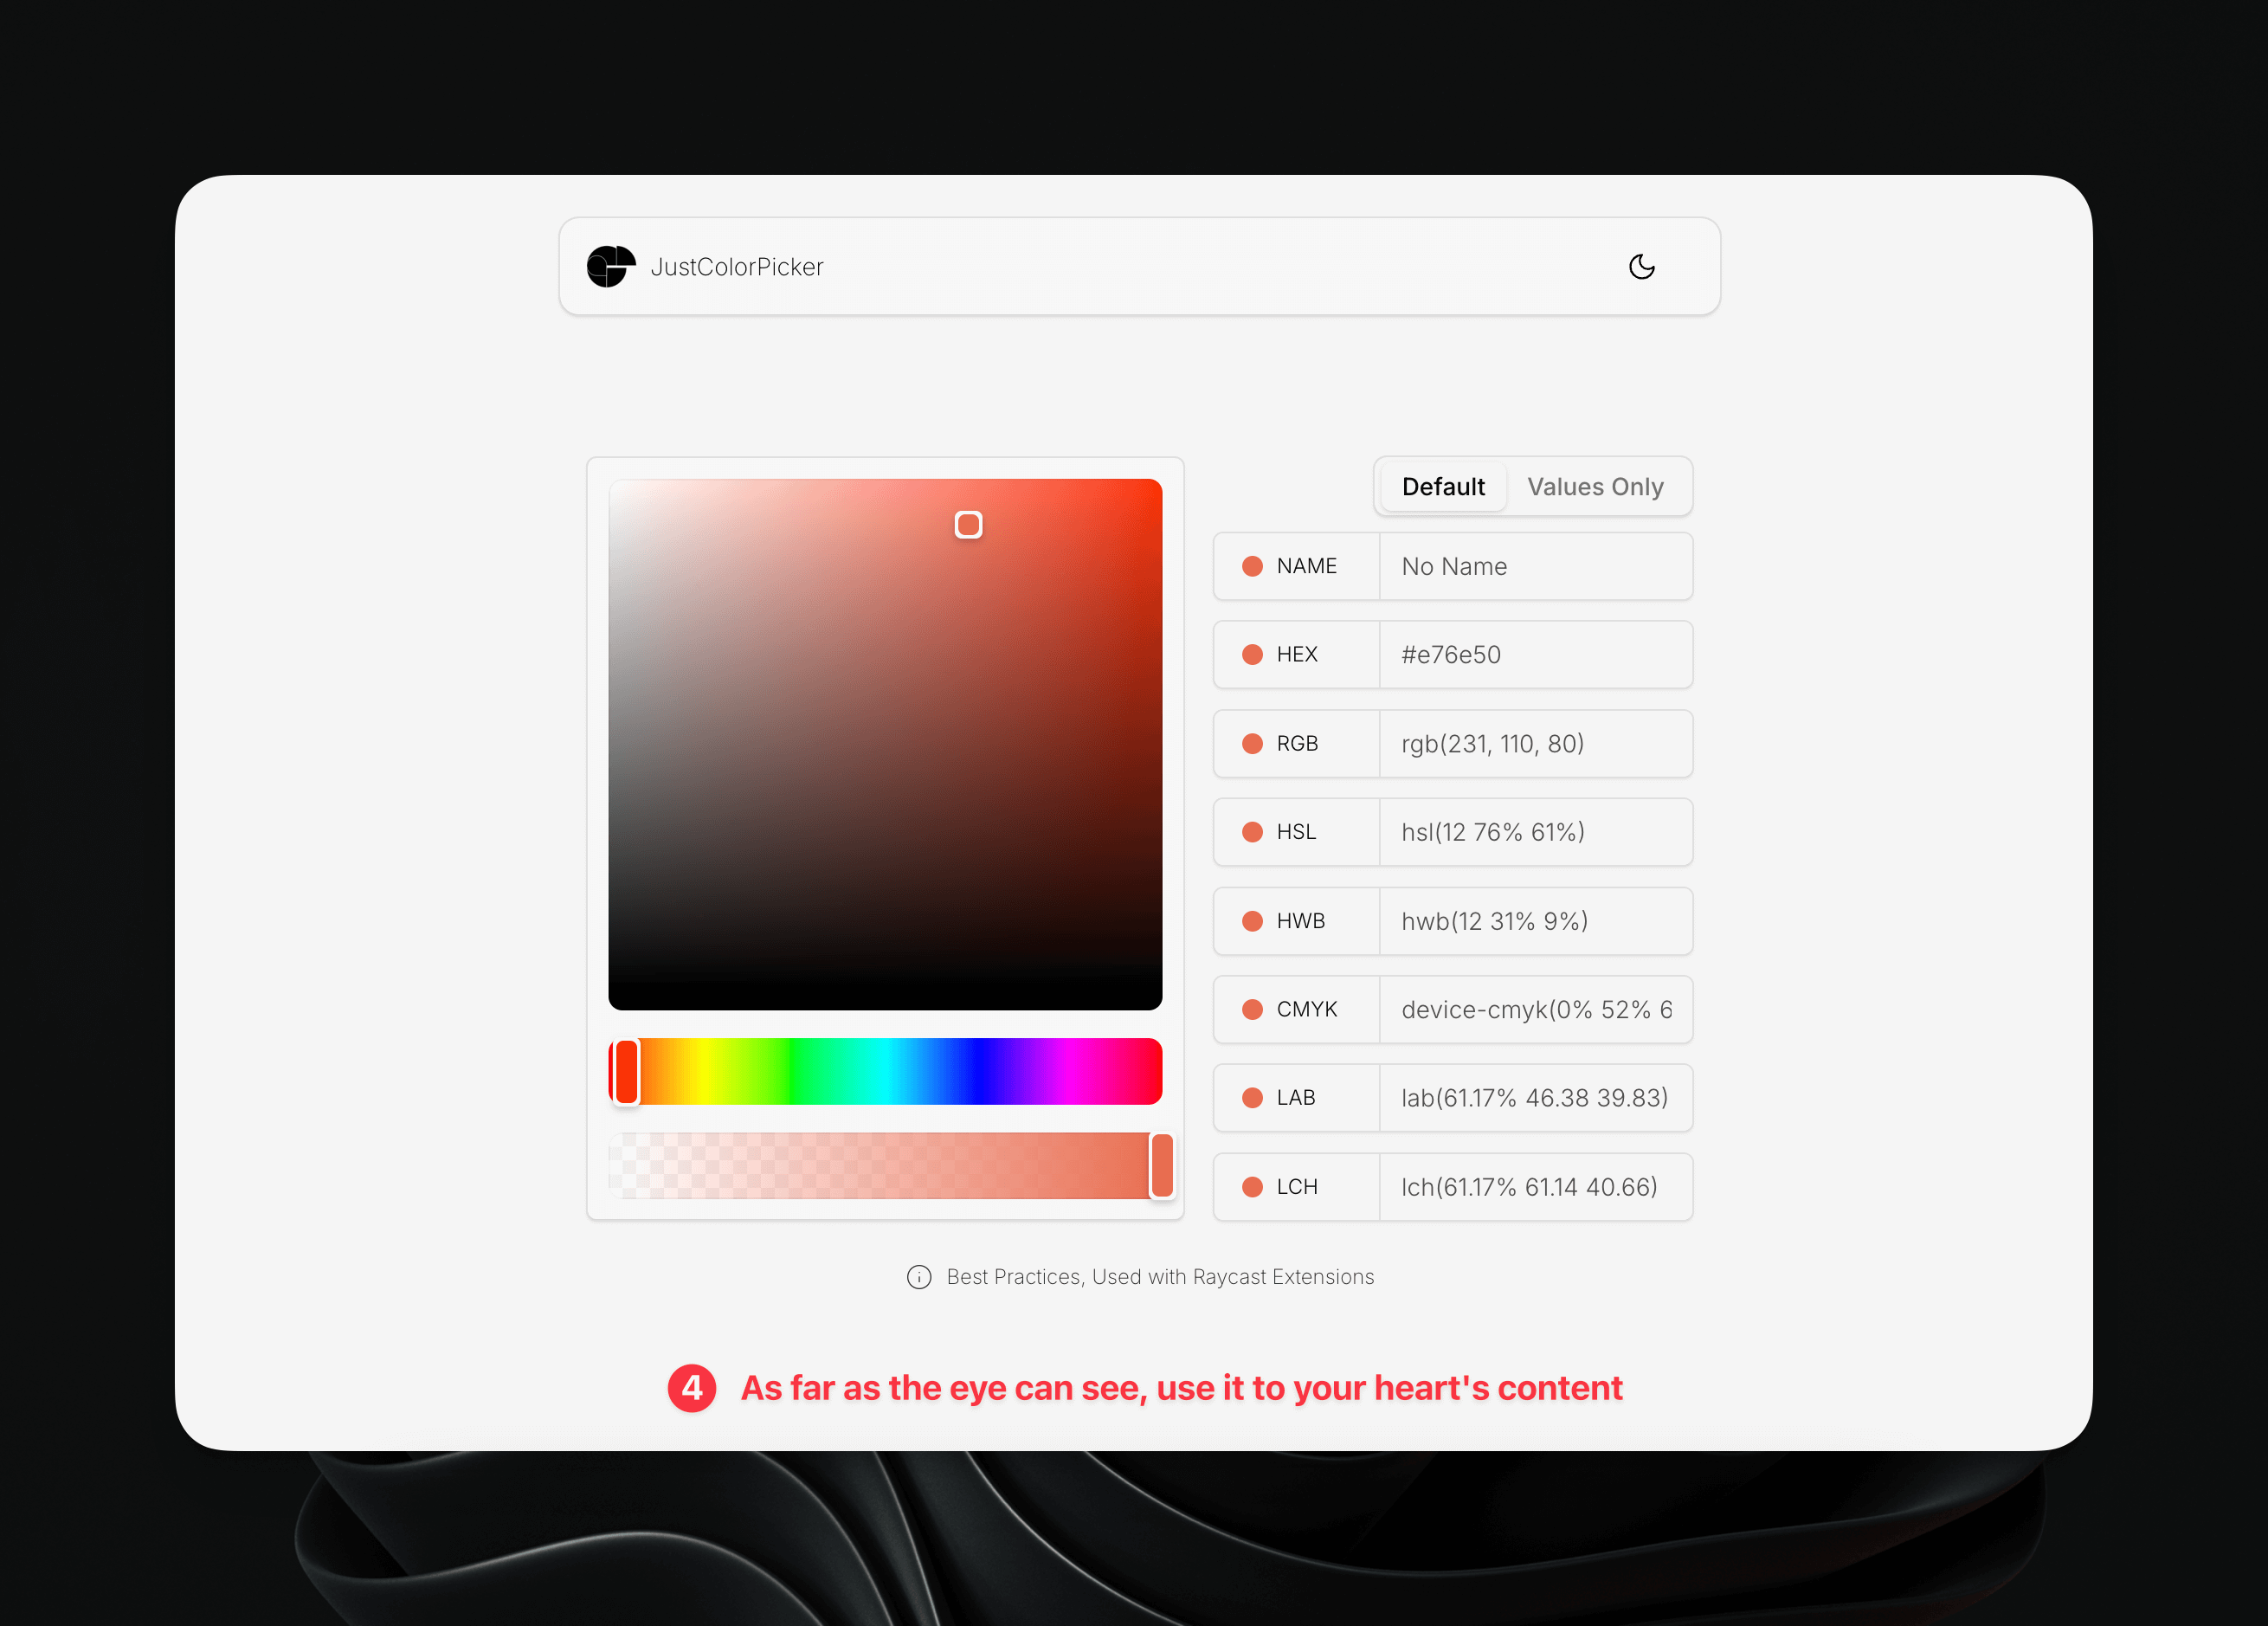 JustColorPicker
Default Values Only
NAME No Name
HEX #e76e50
RGB rgb(231, 110, 80)
HSL hsl(12 76% 61%)
HWB hwb(12 31% 9%)
CMYK device-cmyk(0% 52% 6
LAB lab(61.17% 46.38 39.83)
LCH lch(61.17% 61.14 40.66)
Best Practices, Used with Raycast Extensions
4 As far as the eye can see, use it to your heart's content